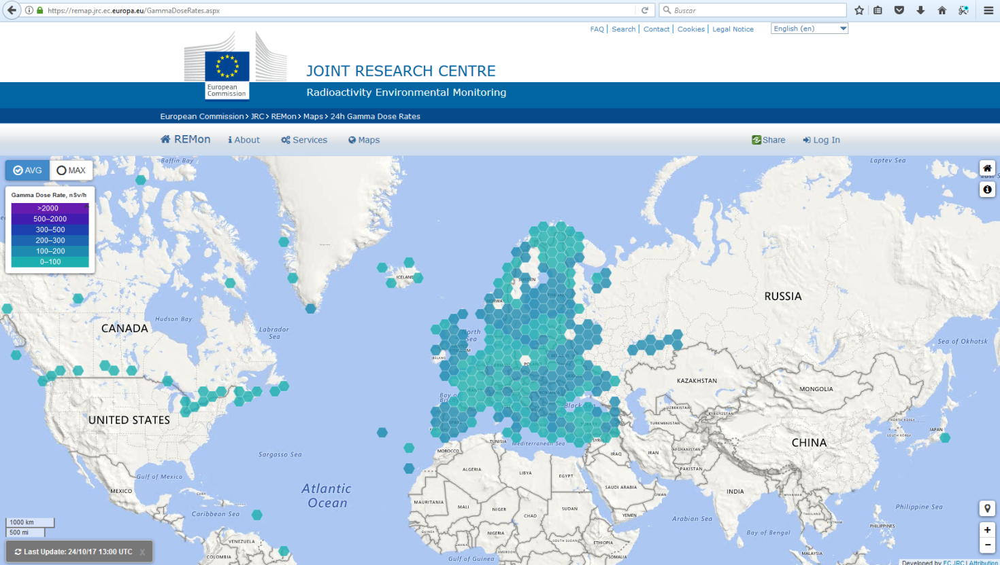 https://remap.jrc.ec.europa.eu/GammaDoseRates.aspx
Buscar
FAQ | Search | Contact | Cookies | Legal Notice
English (en)
European
Commission
JOINT RESEARCH CENTRE
Radioactivity Environmental Monitoring
European Commission > JRC > REMon > Maps > 24h Gamma Dose Rates
REMon
About
Services
Maps
Share
Log In
AVG
MAX
Gamma Dose Rate, nSv/h
>2000
500–2000
300–500
200–300
100–200
0–100
Baffin Bay
Laptev Sea
ICELAND
SWEDEN
NORWAY
RUSSIA
CANADA
Hudson Bay
Labrador
Sea
North
Sea
IRELAND
Sea of Okhotsk
KAZAKHSTAN
MONGOLIA
UNITED STATES
Black Sea
UZBEKISTAN
KYRGYZSTAN
TURKMENISTAN
NORTH KOREA
SOUTH KOREA
JAPAN
CHINA
Sargasso Sea
TUNISIA
Mediterranean Sea
SYRIA
MOROCCO
IRAQ
IRAN
AFGHANISTAN
PAKISTAN
ALGERIA
LIBYA
EGYPT
Gulf of Mexico
MEXICO
CUBA
Atlantic
Ocean
SAUDI ARABIA
OMAN
INDIA
MYANMAR
MAURITANIA
MALI
NIGER
CHAD
SUDAN
YEMEN
Caribbean Sea
Arabian Sea
Philippine Sea
THAILAND
VIETNAM
PHILIPPINES
Bay of Bengal
GUINEA
NIGERIA
SOUTH SUDAN
ETHIOPIA
GHANA
CAMEROON
SOMALIA
VENEZUELA
COLOMBIA
Gulf of Guinea
MALAYSIA
1000 km
500 mi
Last Update: 24/10/17 13:00 UTC X
Developed by EC JRC | Attribution